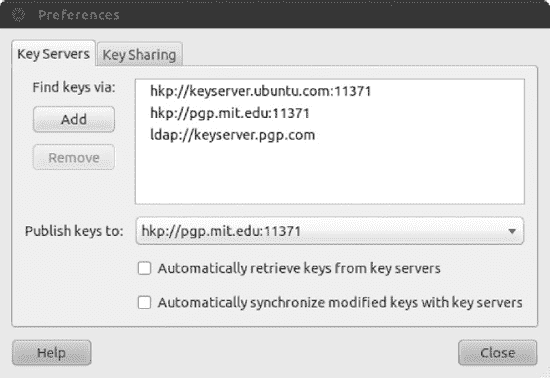 Preferences
Key Servers
Key Sharing
Find keys via:
Add
Remove
hkp://keyserver.ubuntu.com:11371
hkp://pgp.mit.edu:11371
ldap://keyserver.pgp.com
Publish keys to:
hkp://pgp.mit.edu:11371
Automatically retrieve keys from key servers
Automatically synchronize modified keys with key servers
Help
Close